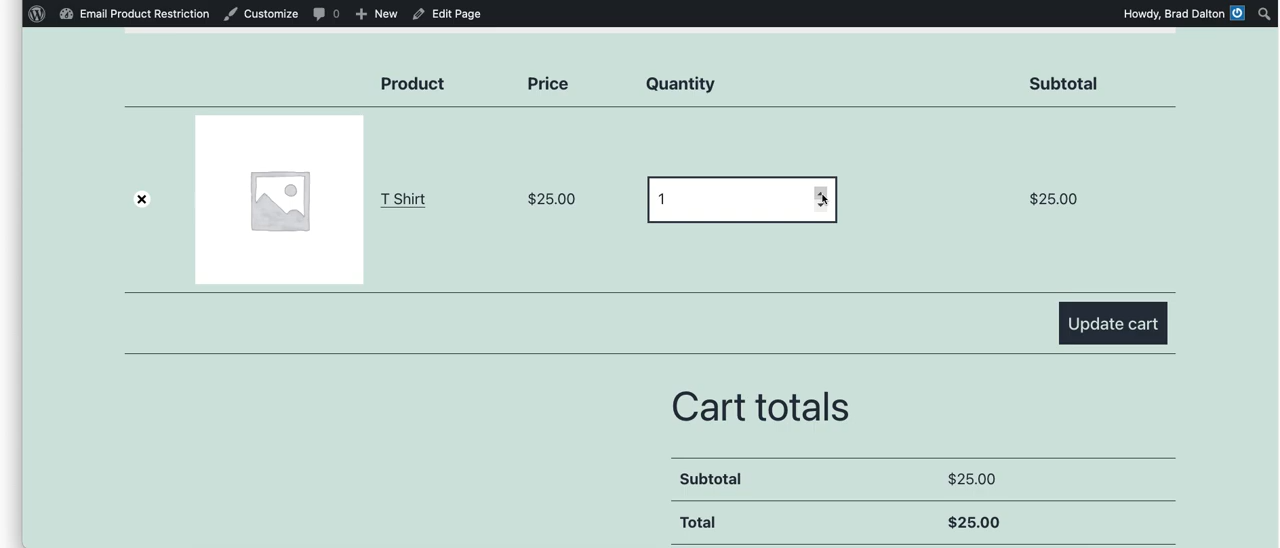 Email Product Restriction Customize 0 New Edit Page Howdy, Brad Dalton
Product Price Quantity Subtotal
T Shirt $25.00 1 $25.00
Update cart
Cart totals
Subtotal $25.00
Total $25.00